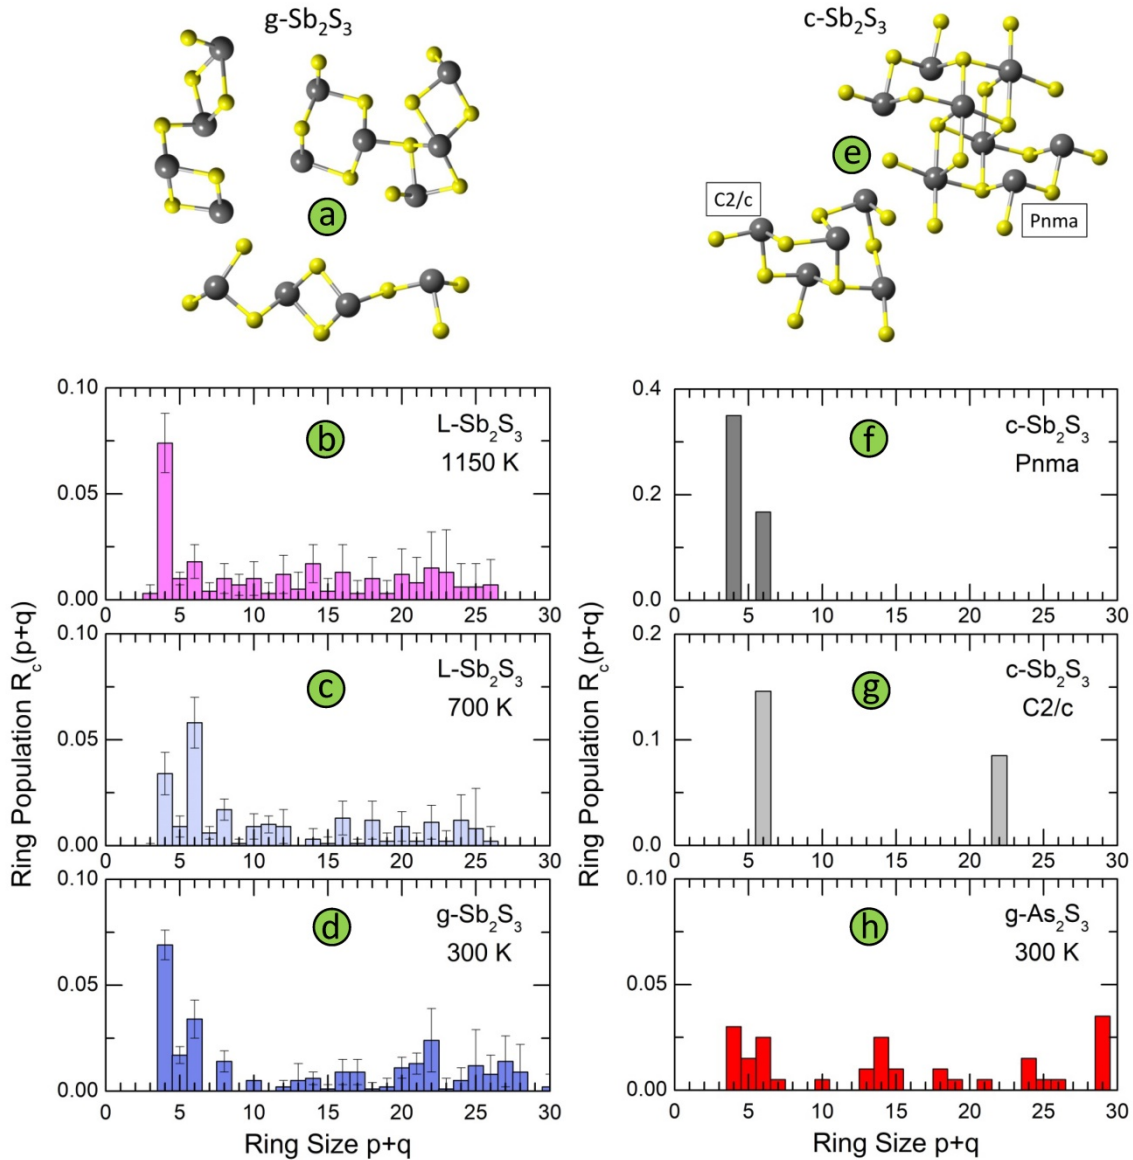 g-Sb₂S₃
c-Sb₂S₃
a
e
C2/c
Pnma
Ring Population R_c(p+q)
0.10
0.05
0.00
b
L-Sb₂S₃
1150 K
0 5 10 15 20 25 30
0.10
0.05
0.00
c
L-Sb₂S₃
700 K
0 5 10 15 20 25 30
0.10
0.05
0.00
d
g-Sb₂S₃
300 K
0 5 10 15 20 25 30
Ring Size p+q
Ring Population R_c(p+q)
0.4
0.2
0.0
f
c-Sb₂S₃
Pnma
0 5 10 15 20 25 30
0.2
0.1
0.0
g
c-Sb₂S₃
C2/c
0 5 10 15 20 25 30
0.10
0.05
0.00
h
g-As₂S₃
300 K
0 5 10 15 20 25 30
Ring Size p+q